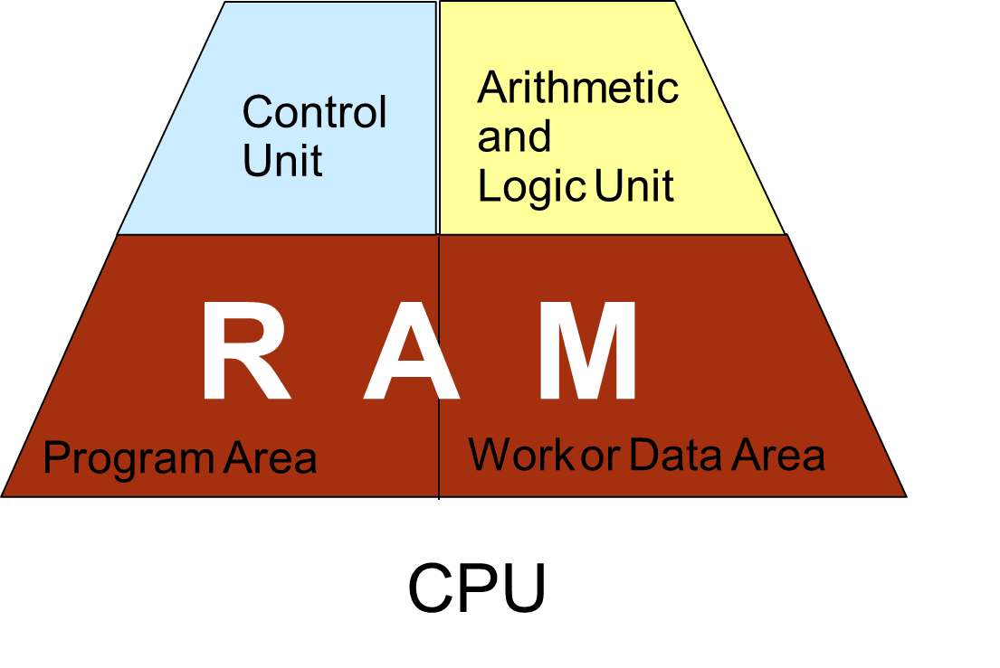 Control
Unit
Arithmetic
and
Logic Unit
R A M
Program Area
Work or Data Area
CPU